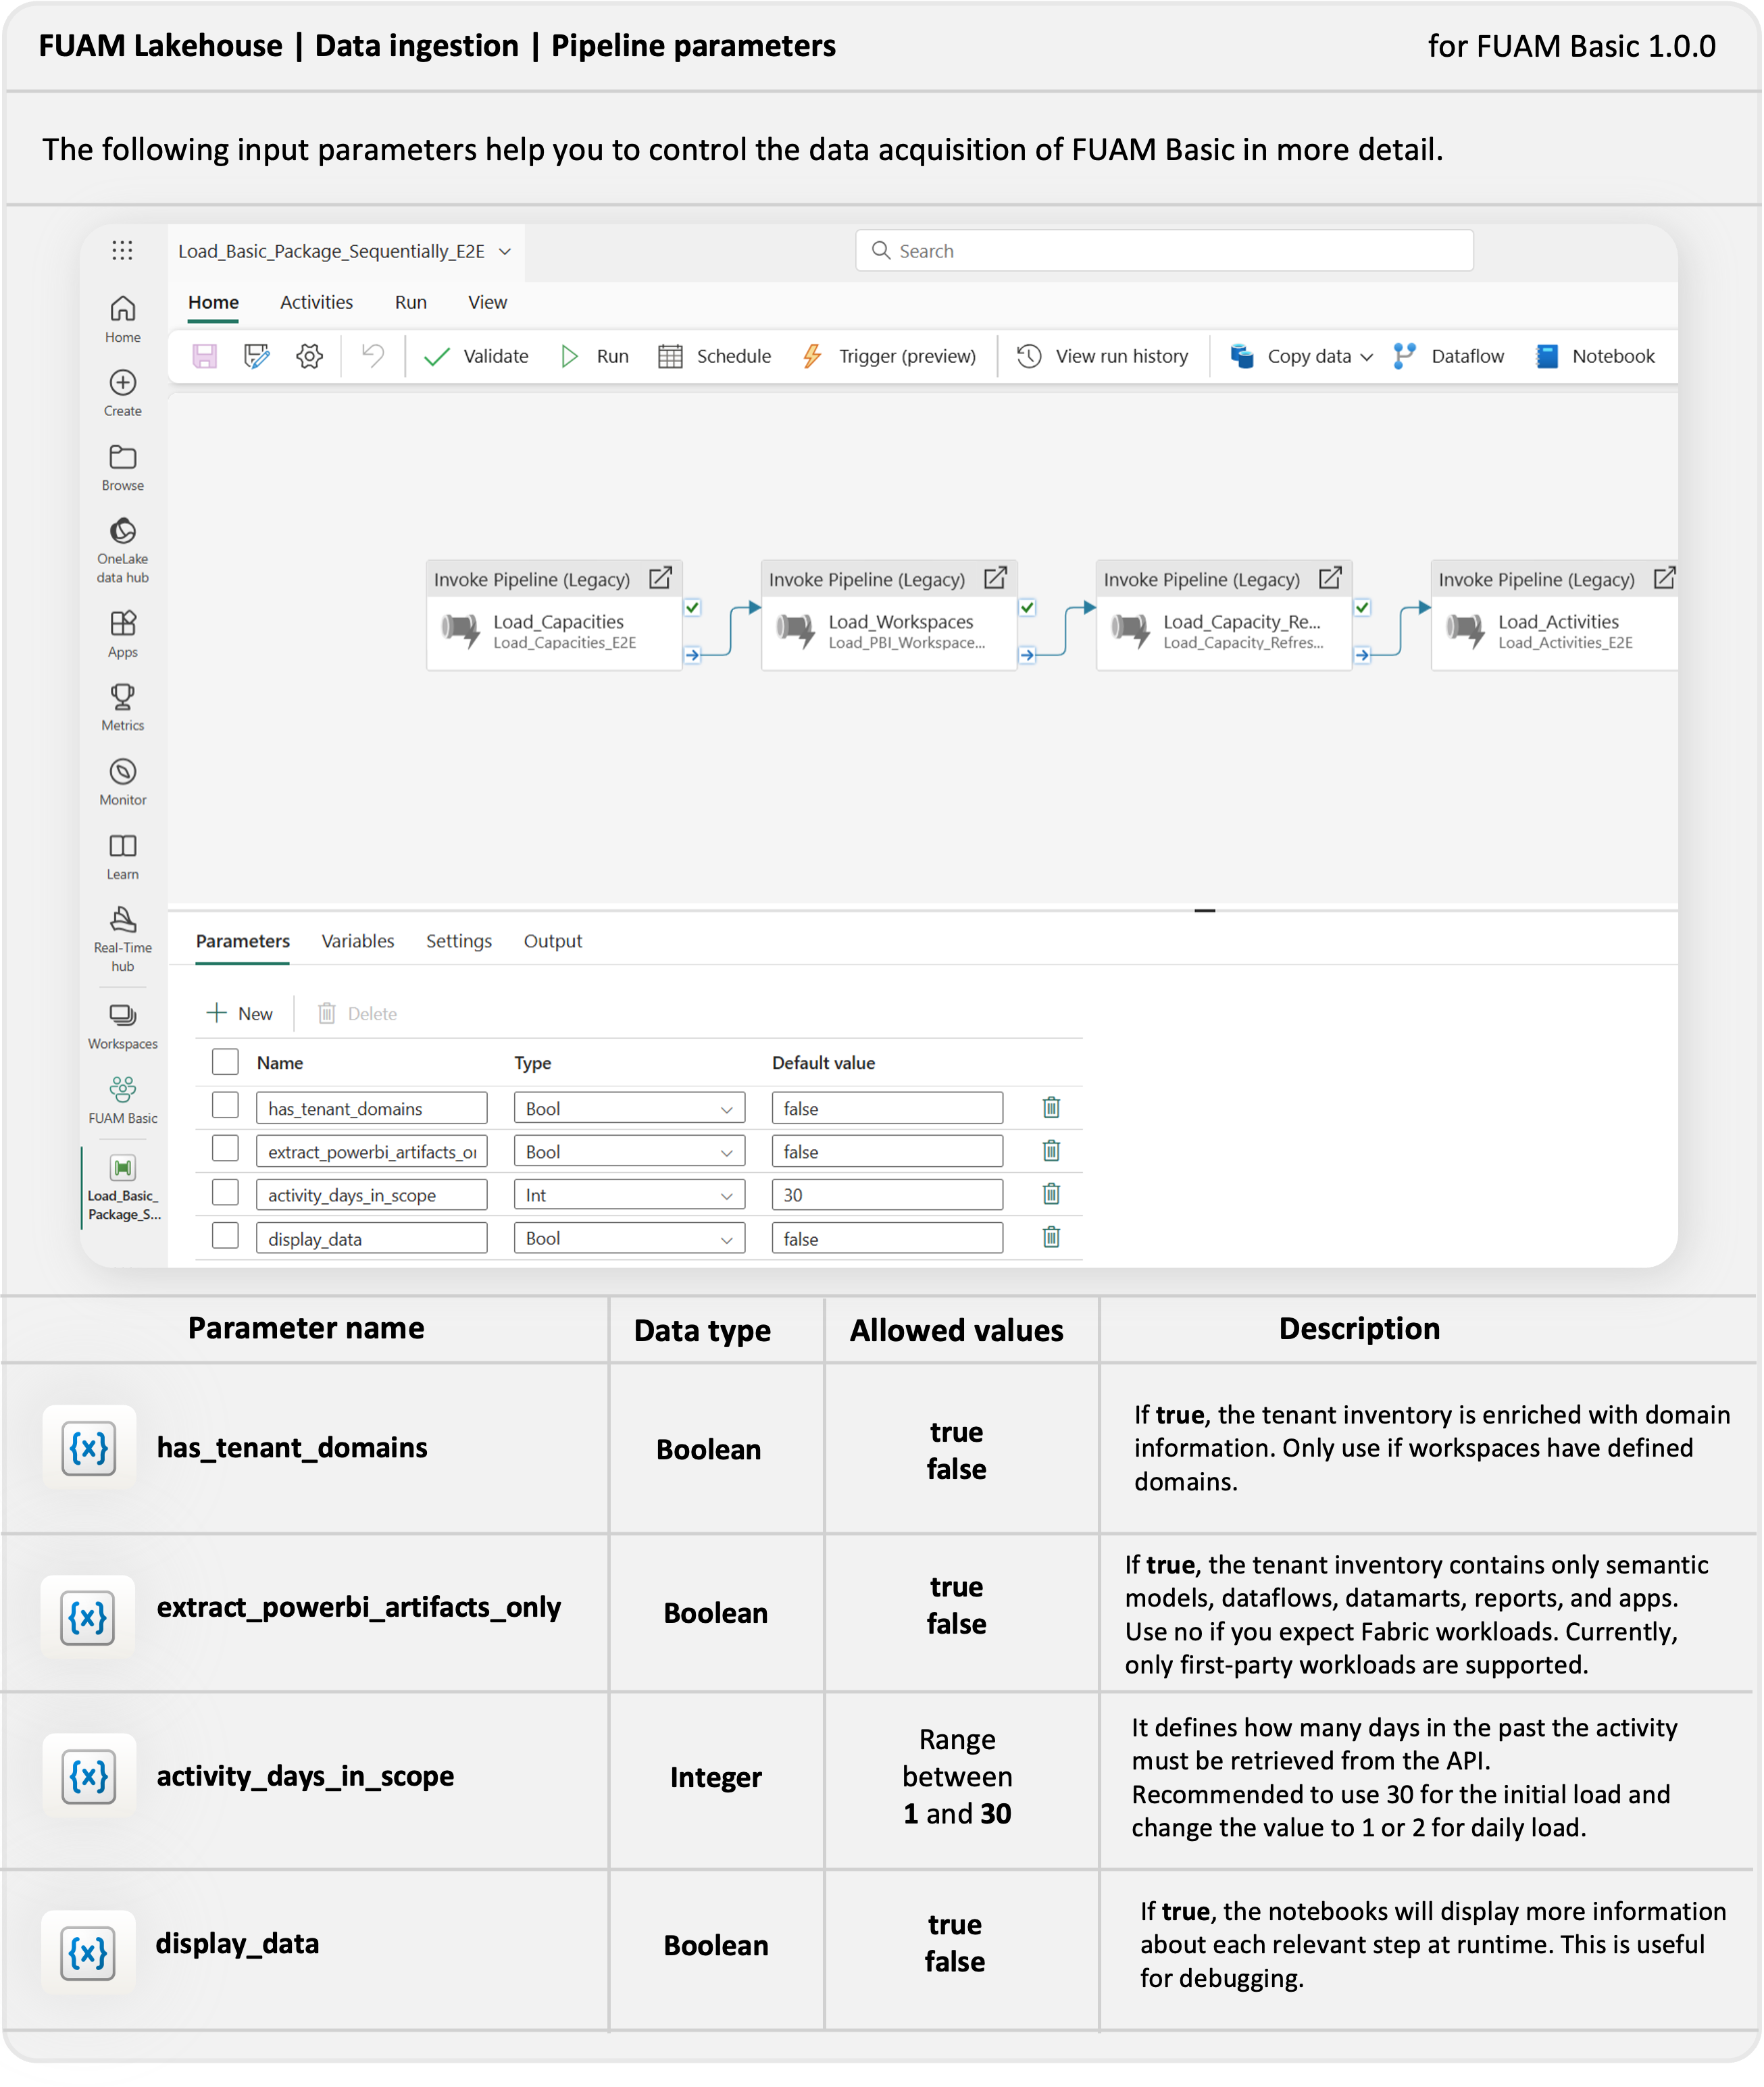 FUAM Lakehouse | Data ingestion | Pipeline parameters
for FUAM Basic 1.0.0
The following input parameters help you to control the data acquisition of FUAM Basic in more detail.
Load_Basic_Package_Sequentially_E2E
Search
Home
Activities
Run
View
Validate
Run
Schedule
Trigger (preview)
View run history
Copy data
Dataflow
Notebook
Home
Create
Browse
OneLake
data hub
Apps
Metrics
Monitor
Learn
Real-Time
hub
Workspaces
FUAM Basic
Load_Basic_
Package_S...
Invoke Pipeline (Legacy)
Load_Capacities
Load_Capacities_E2E
Invoke Pipeline (Legacy)
Load_Workspaces
Load_PBI_Workspace...
Invoke Pipeline (Legacy)
Load_Capacity_Re...
Load_Capacity_Refres...
Invoke Pipeline (Legacy)
Load_Activities
Load_Activities_E2E
Parameters
Variables
Settings
Output
New
Delete
Name
Type
Default value
has_tenant_domains
Bool
false
extract_powerbi_artifacts_o
Bool
false
activity_days_in_scope
Int
30
display_data
Bool
false
Parameter name
Data type
Allowed values
Description
{x}
has_tenant_domains
Boolean
true
false
If true, the tenant inventory is enriched with domain
information. Only use if workspaces have defined
domains.
{x}
extract_powerbi_artifacts_only
Boolean
true
false
If true, the tenant inventory contains only semantic
models, dataflows, datamarts, reports, and apps.
Use no if you expect Fabric workloads. Currently,
only first-party workloads are supported.
{x}
activity_days_in_scope
Integer
Range
between
1 and 30
It defines how many days in the past the activity
must be retrieved from the API.
Recommended to use 30 for the initial load and
change the value to 1 or 2 for daily load.
{x}
display_data
Boolean
true
false
If true, the notebooks will display more information
about each relevant step at runtime. This is useful
for debugging.